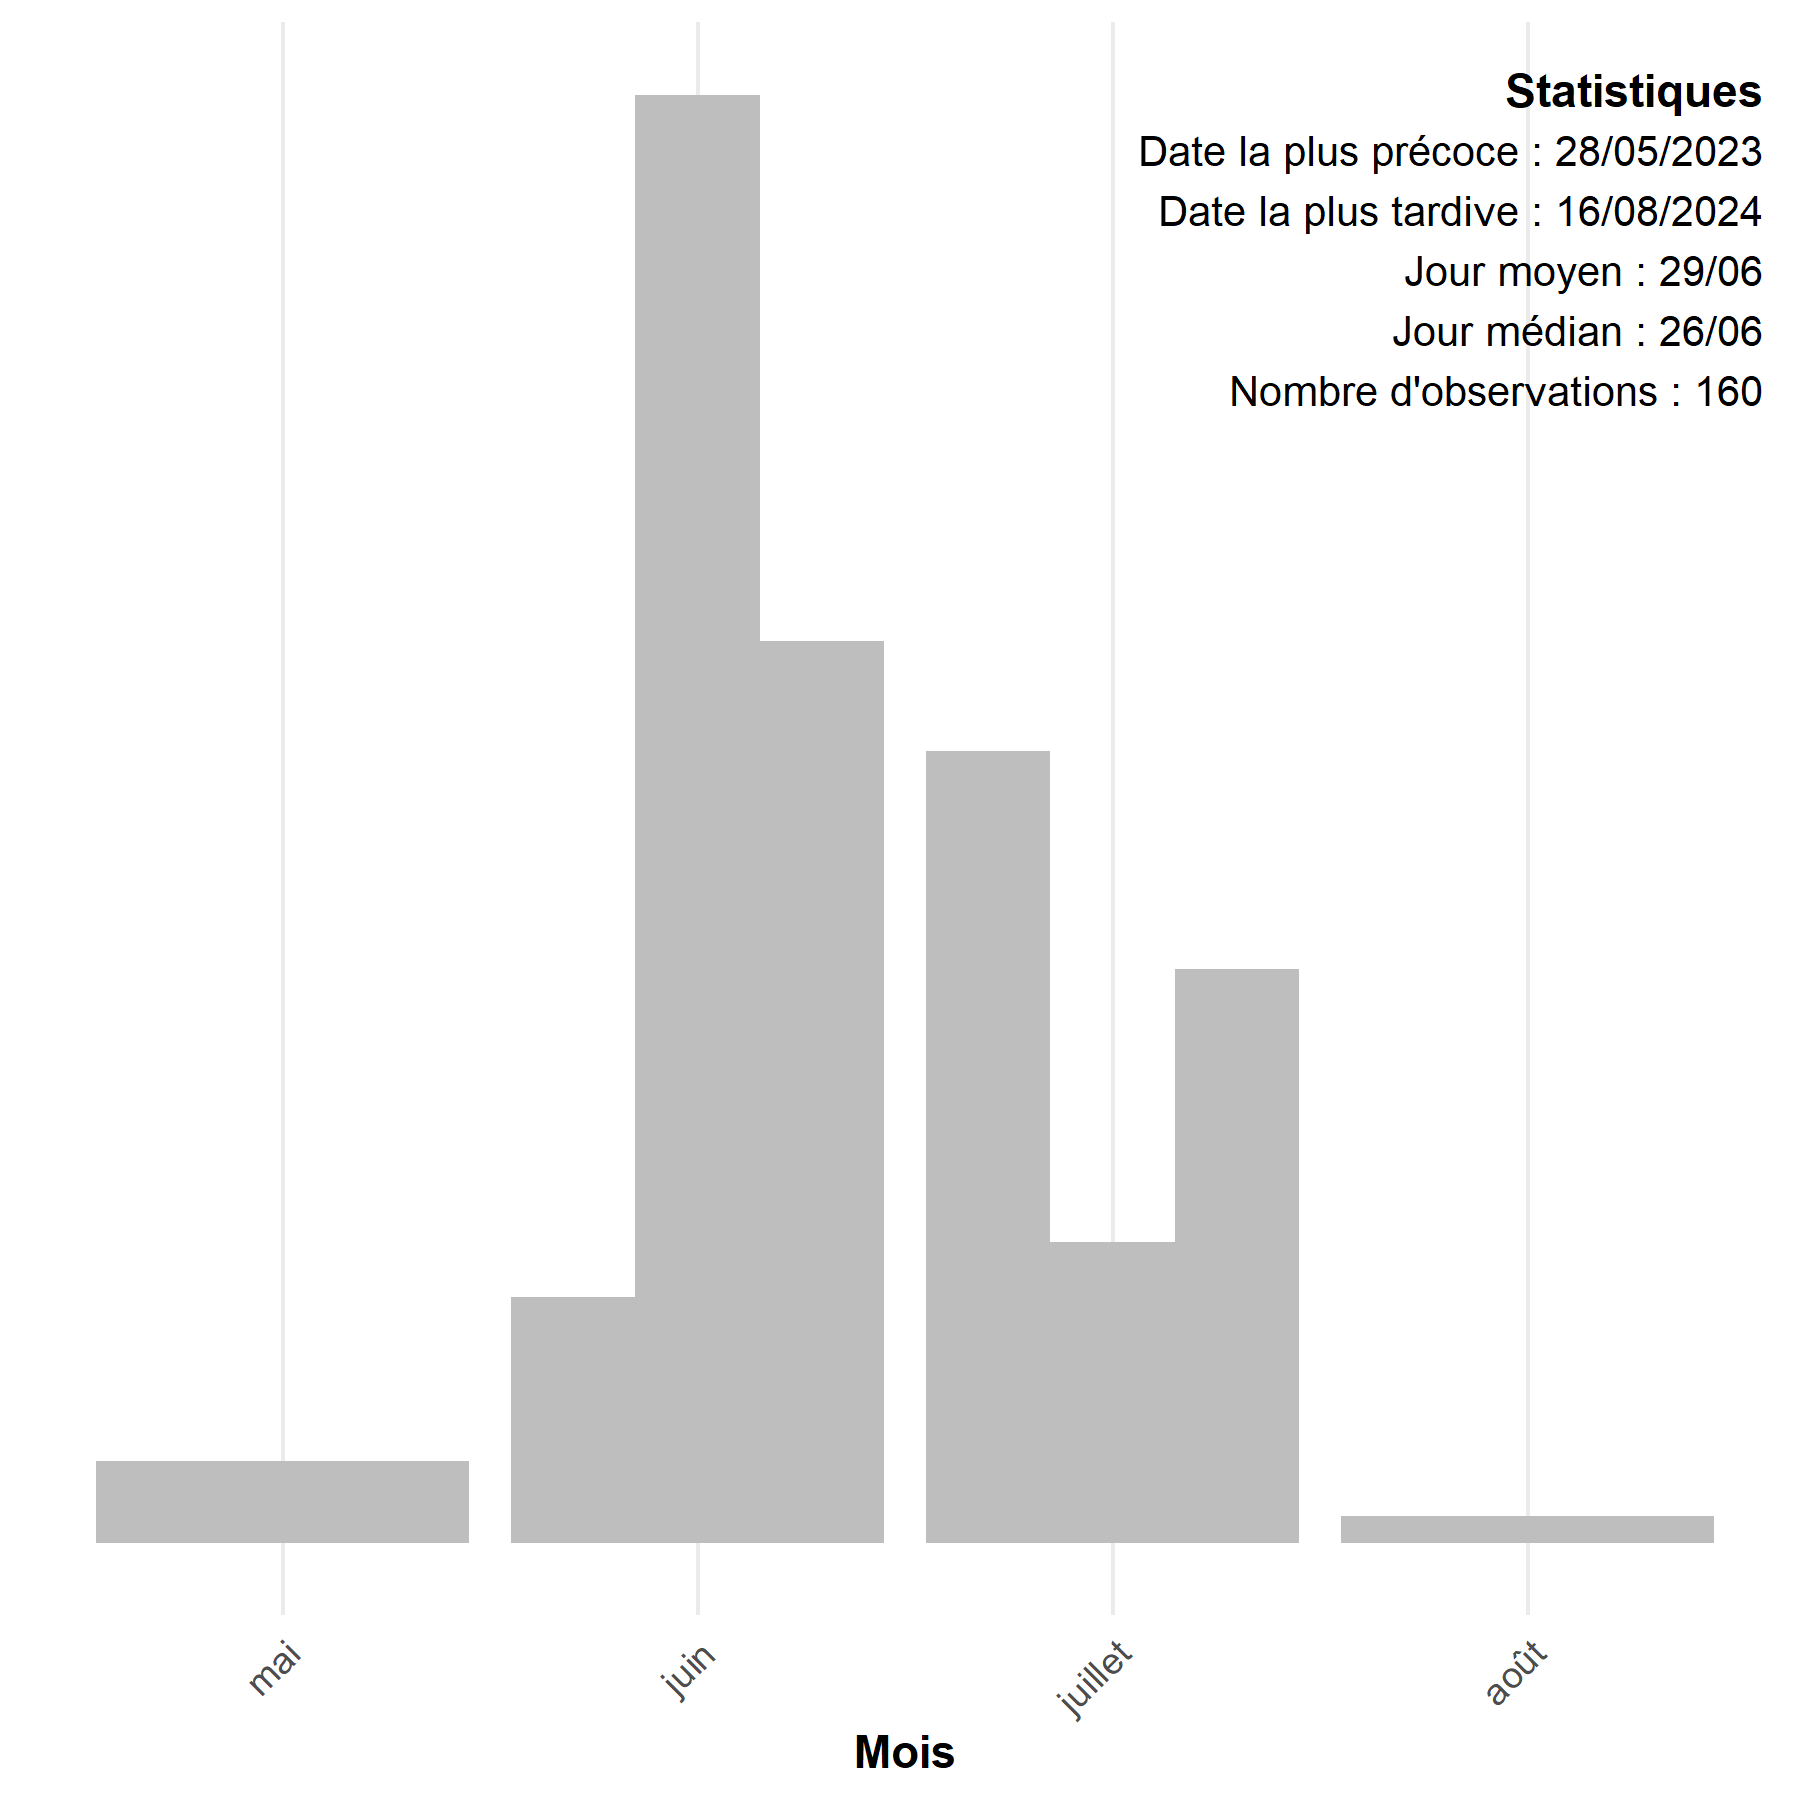 Statistiques
Date la plus précoce : 28/05/2023
Date la plus tardive : 16/08/2024
Jour moyen : 29/06
Jour médian : 26/06
Nombre d'observations : 160
mai
juin
juillet
août
Mois